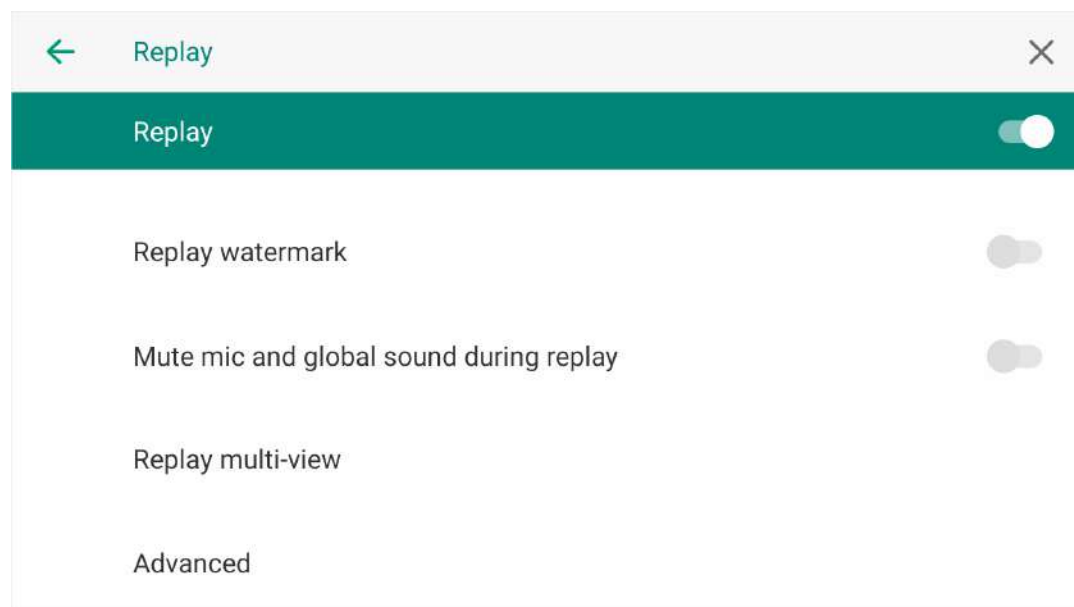 Replay
Replay
Replay watermark
Mute mic and global sound during replay
Replay multi-view
Advanced